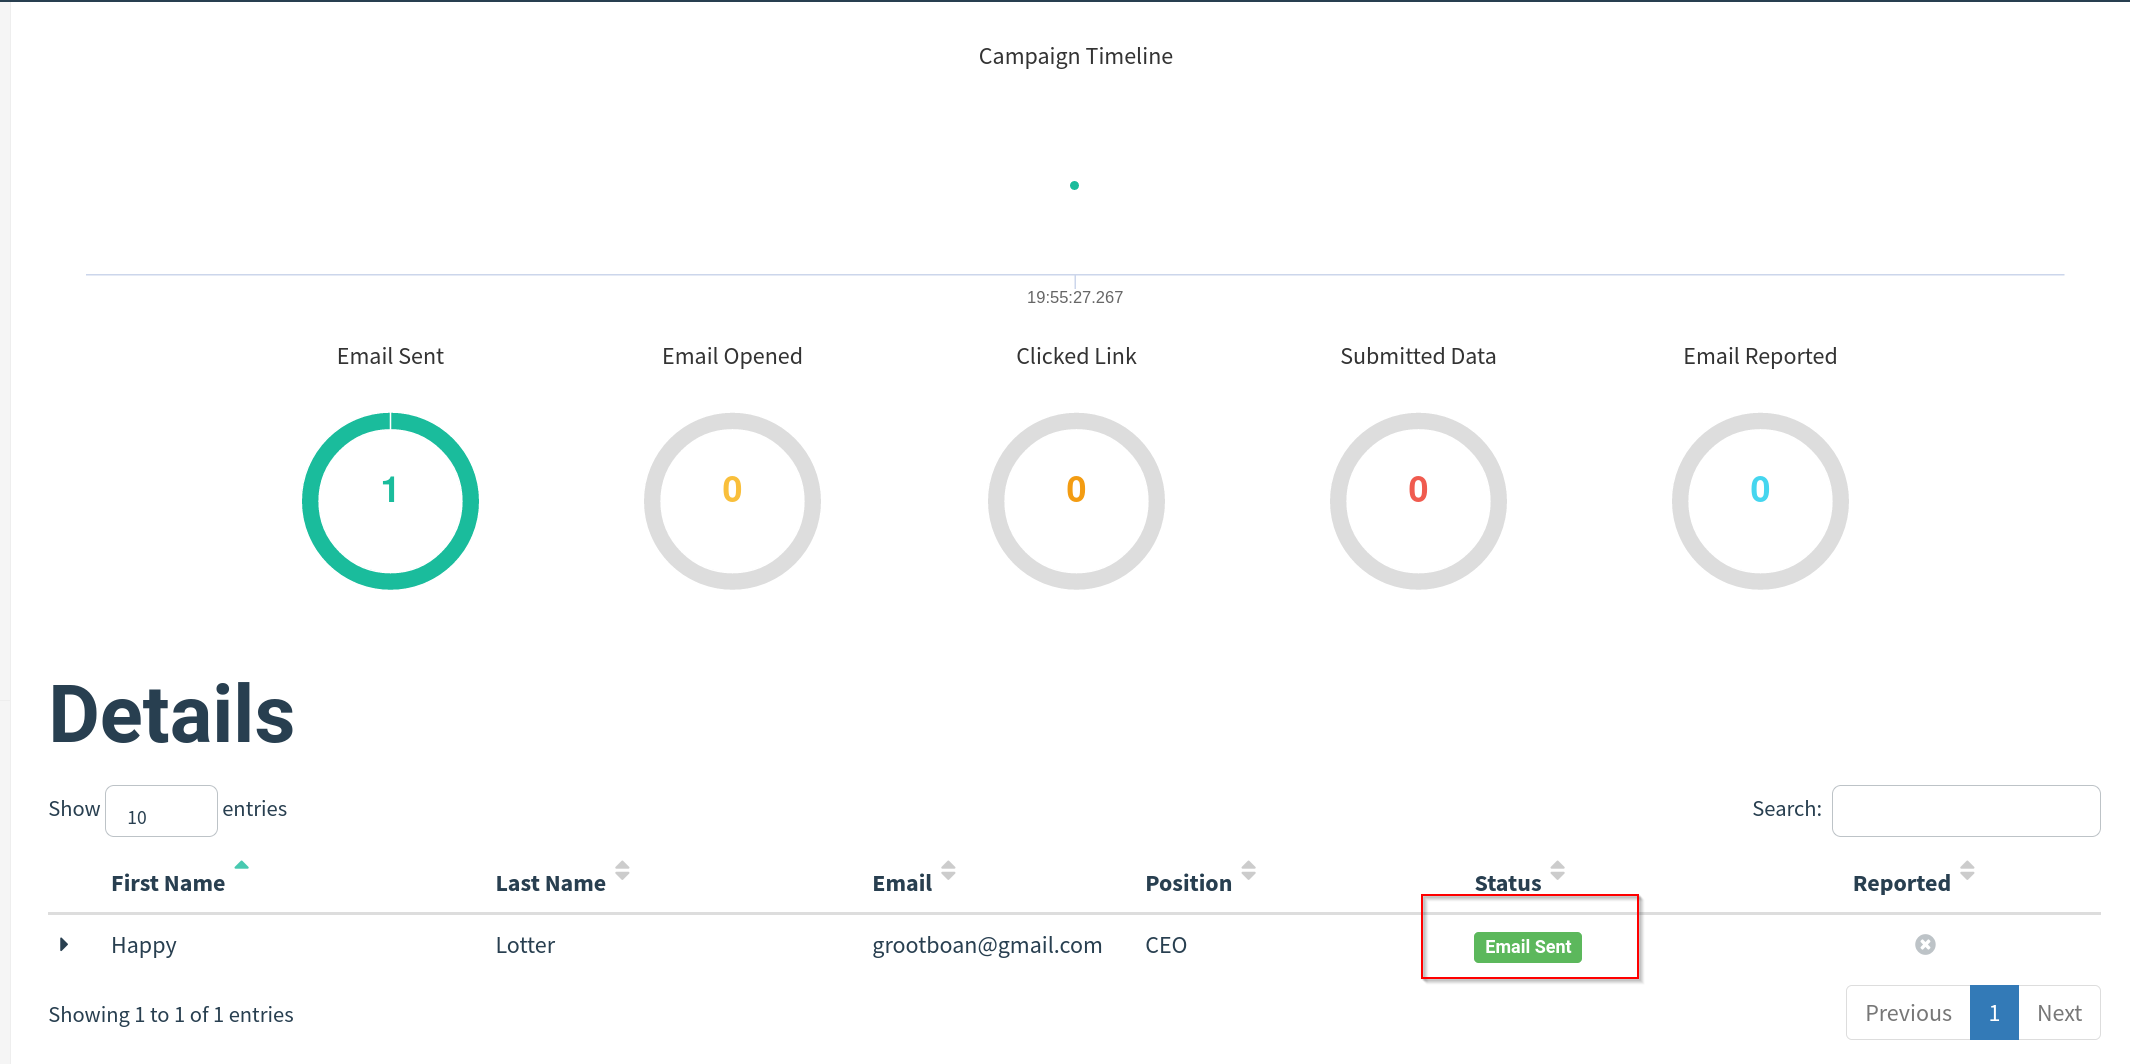 Campaign Timeline
19:55:27.267
Email Sent Email Opened Clicked Link Submitted Data Email Reported
1 0 0 0 0
Details
Show 10 entries Search:
First Name Last Name Email Position Status Reported
Happy Lotter grootboan@gmail.com CEO Email Sent
Showing 1 to 1 of 1 entries
Previous 1 Next